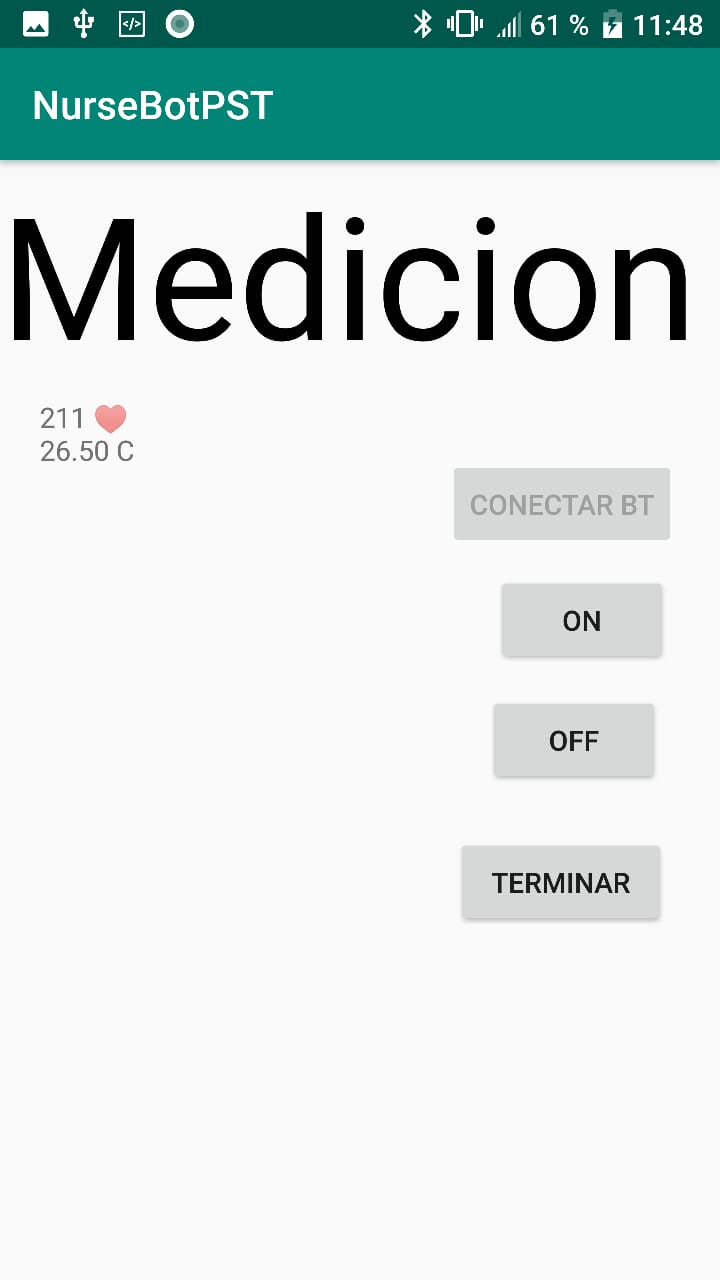 61 % 11:48
NurseBotPST
Medicion
211 ❤
26.50 C
CONECTAR BT
ON
OFF
TERMINAR